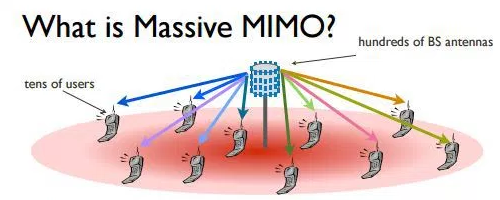 What is Massive MIMO?
hundreds of BS antennas
tens of users